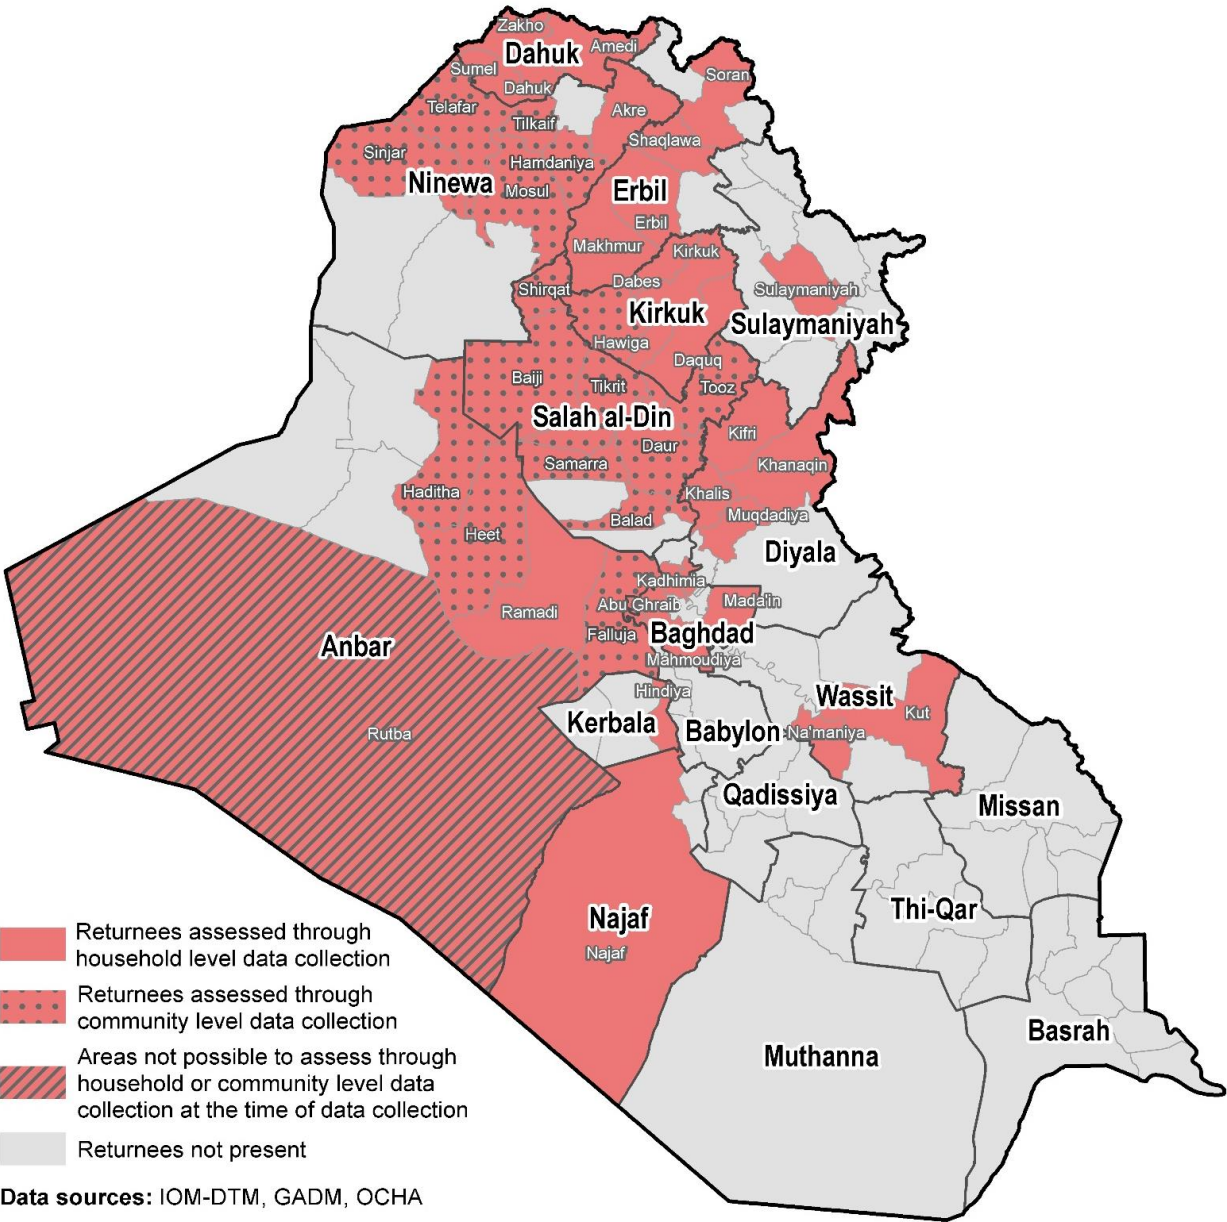 Zakho
Dahuk
Amedi
Sumel
Soran
Dahuk
Telafar
Akre
Tilkaif
Shaqlawa
Sinjar
Hamdaniya
Ninewa
Mosul
Erbil
Erbil
Makhmur
Kirkuk
Shirqat
Dabes
Sulaymaniyah
Kirkuk
Sulaymaniyah
Hawiga
Daquq
Baiji
Tikrit
Tooz
Salah al-Din
Kifri
Daur
Samarra
Khanaqin
Haditha
Khalis
Balad
Muqdadiya
Heet
Diyala
Kadhimia
Ramadi
Abu Ghraib
Mada'in
Falluja
Baghdad
Anbar
Mahmoudiya
Hindiya
Wassit
Kut
Kerbala
Babylon
Na'maniya
Rutba
Qadissiya
Missan
Najaf
Thi-Qar
Najaf
Basrah
Muthanna
Returnees assessed through
household level data collection
Returnees assessed through
community level data collection
Areas not possible to assess through
household or community level data
collection at the time of data collection
Returnees not present
Data sources: IOM-DTM, GADM, OCHA